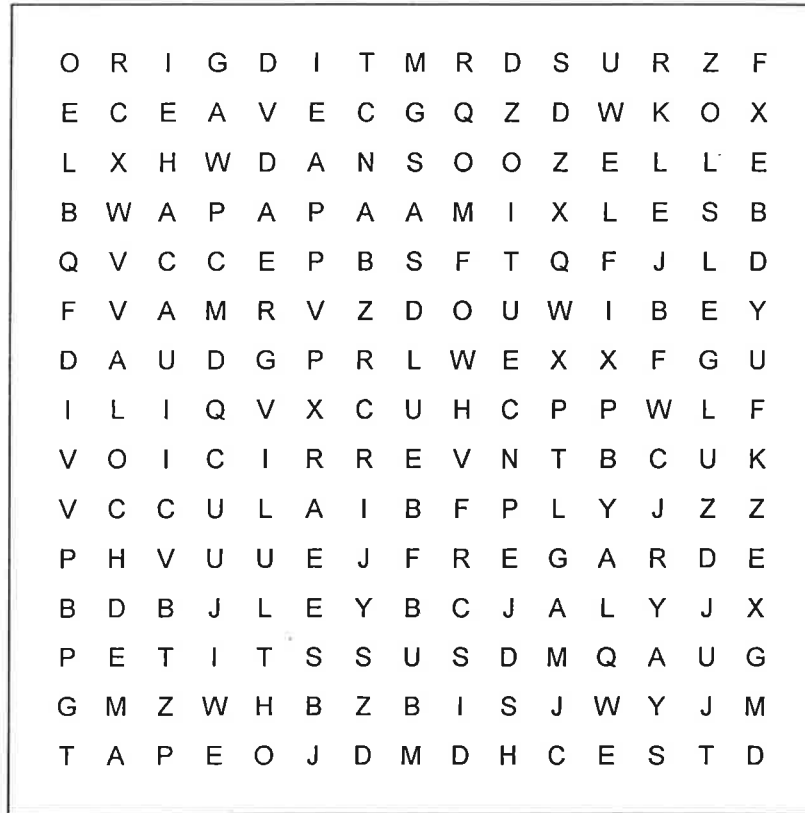 O R I G D I T M R D S U R Z F
E C E A V E C G Q Z D W K O X
L X H W D A N S O O Z E L L E
B W A P A P A A M I X L E S B
Q V C C E P B S F T Q F J L D
F V A M R V Z D O U W I B E Y
D A U D G P R L W E X X F G U
I L I Q V X C U H C P P W L F
V O I C I R R E V N T B C U K
V C C U L A I B F P L Y J Z Z
P H V U U E J F R E G A R D E
B D B J L E Y B C J A L Y J X
P E T I T S S U S D M Q A U G
G M Z W H B Z B I S J W Y J M
T A P E O J D M D H C E S T D